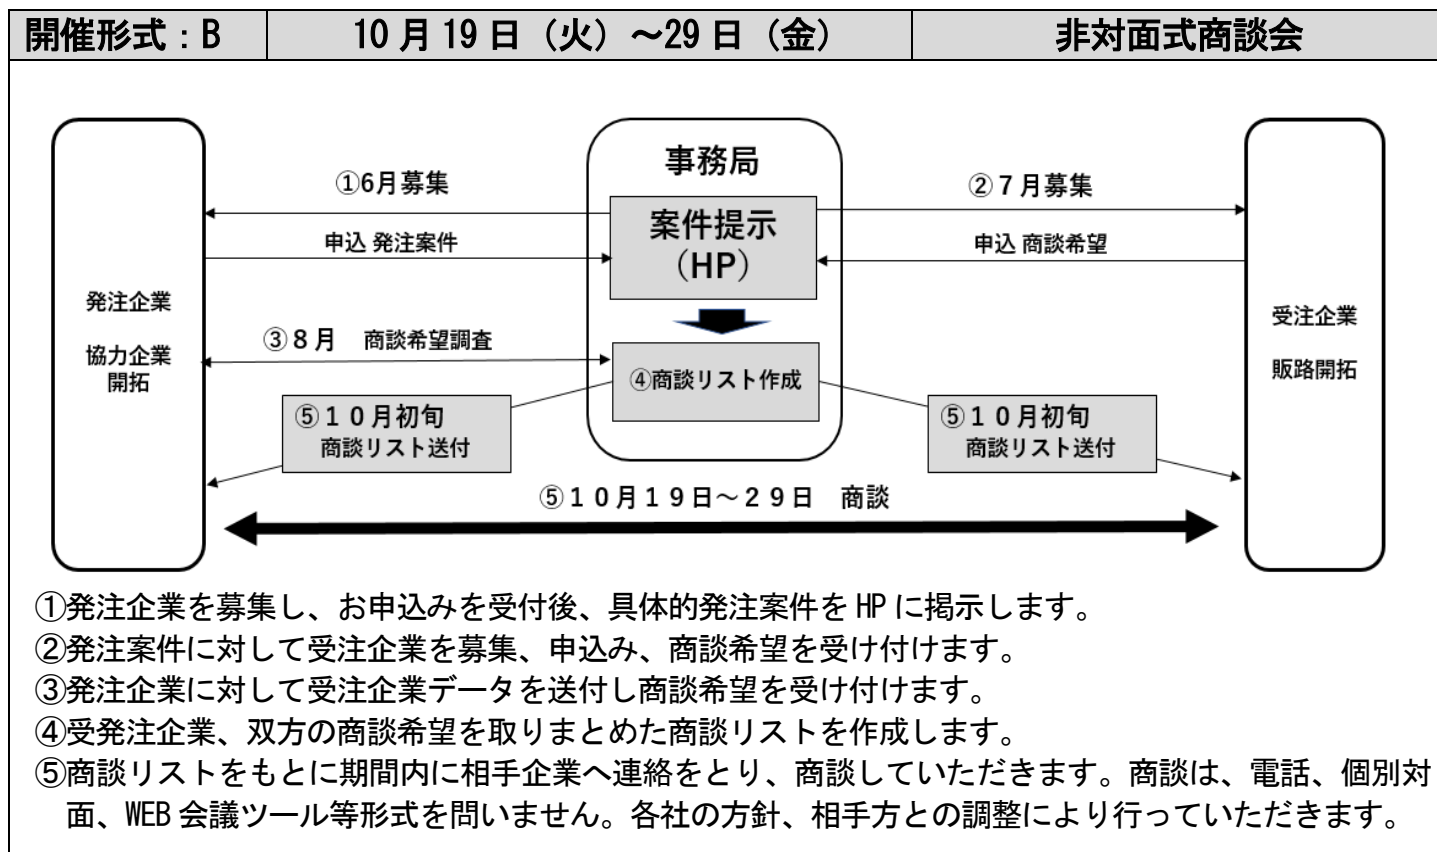 開催形式：B 10月19日（火）～29日（金） 非対面式商談会
事務局
①6月募集
②７月募集
案件提示
（HP）
申込 発注案件
申込 商談希望
発注企業
協力企業
開拓
受注企業
販路開拓
③８月　商談希望調査
④商談リスト作成
⑤１０月初旬
商談リスト送付
⑤１０月初旬
商談リスト送付
⑤１０月１９日～２９日　商談
①発注企業を募集し、お申込みを受付後、具体的発注案件をHPに掲示します。
②発注案件に対して受注企業を募集、申込み、商談希望を受け付けます。
③発注企業に対して受注企業データを送付し商談希望を受け付けます。
④受発注企業、双方の商談希望を取りまとめた商談リストを作成します。
⑤商談リストをもとに期間内に相手企業へ連絡をとり、商談していただきます。商談は、電話、個別対
面、WEB会議ツール等形式を問いません。各社の方針、相手方との調整により行っていただきます。